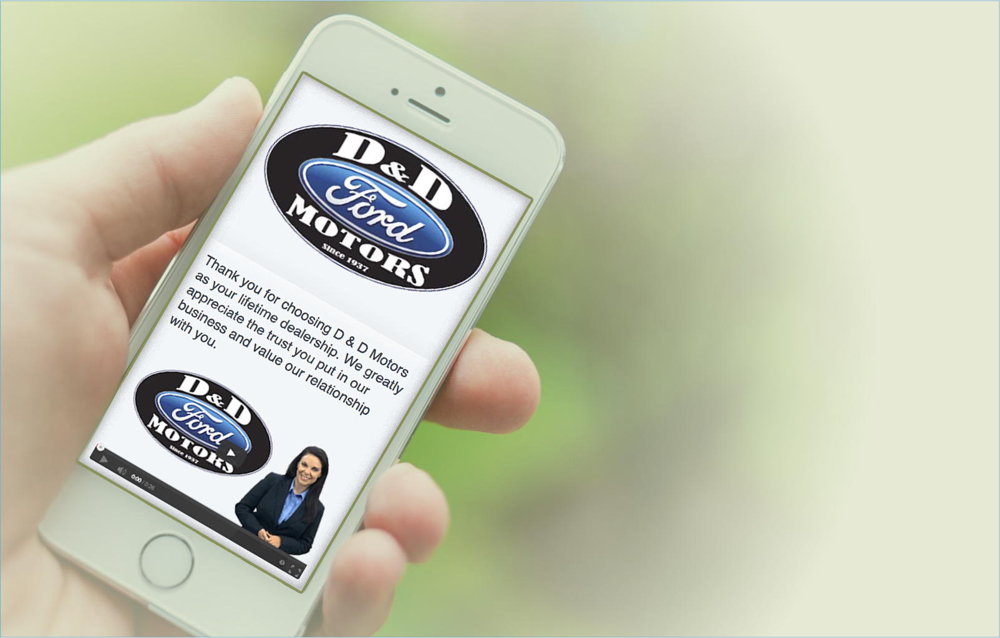 D&D
Ford
MOTORS
since 1937
Thank you for choosing D & D Motors
as your lifetime dealership. We greatly
appreciate the trust you put in our
business and value our relationship
with you.
D&D
Ford
MOTORS
Since 1937
0:00 / 0:26